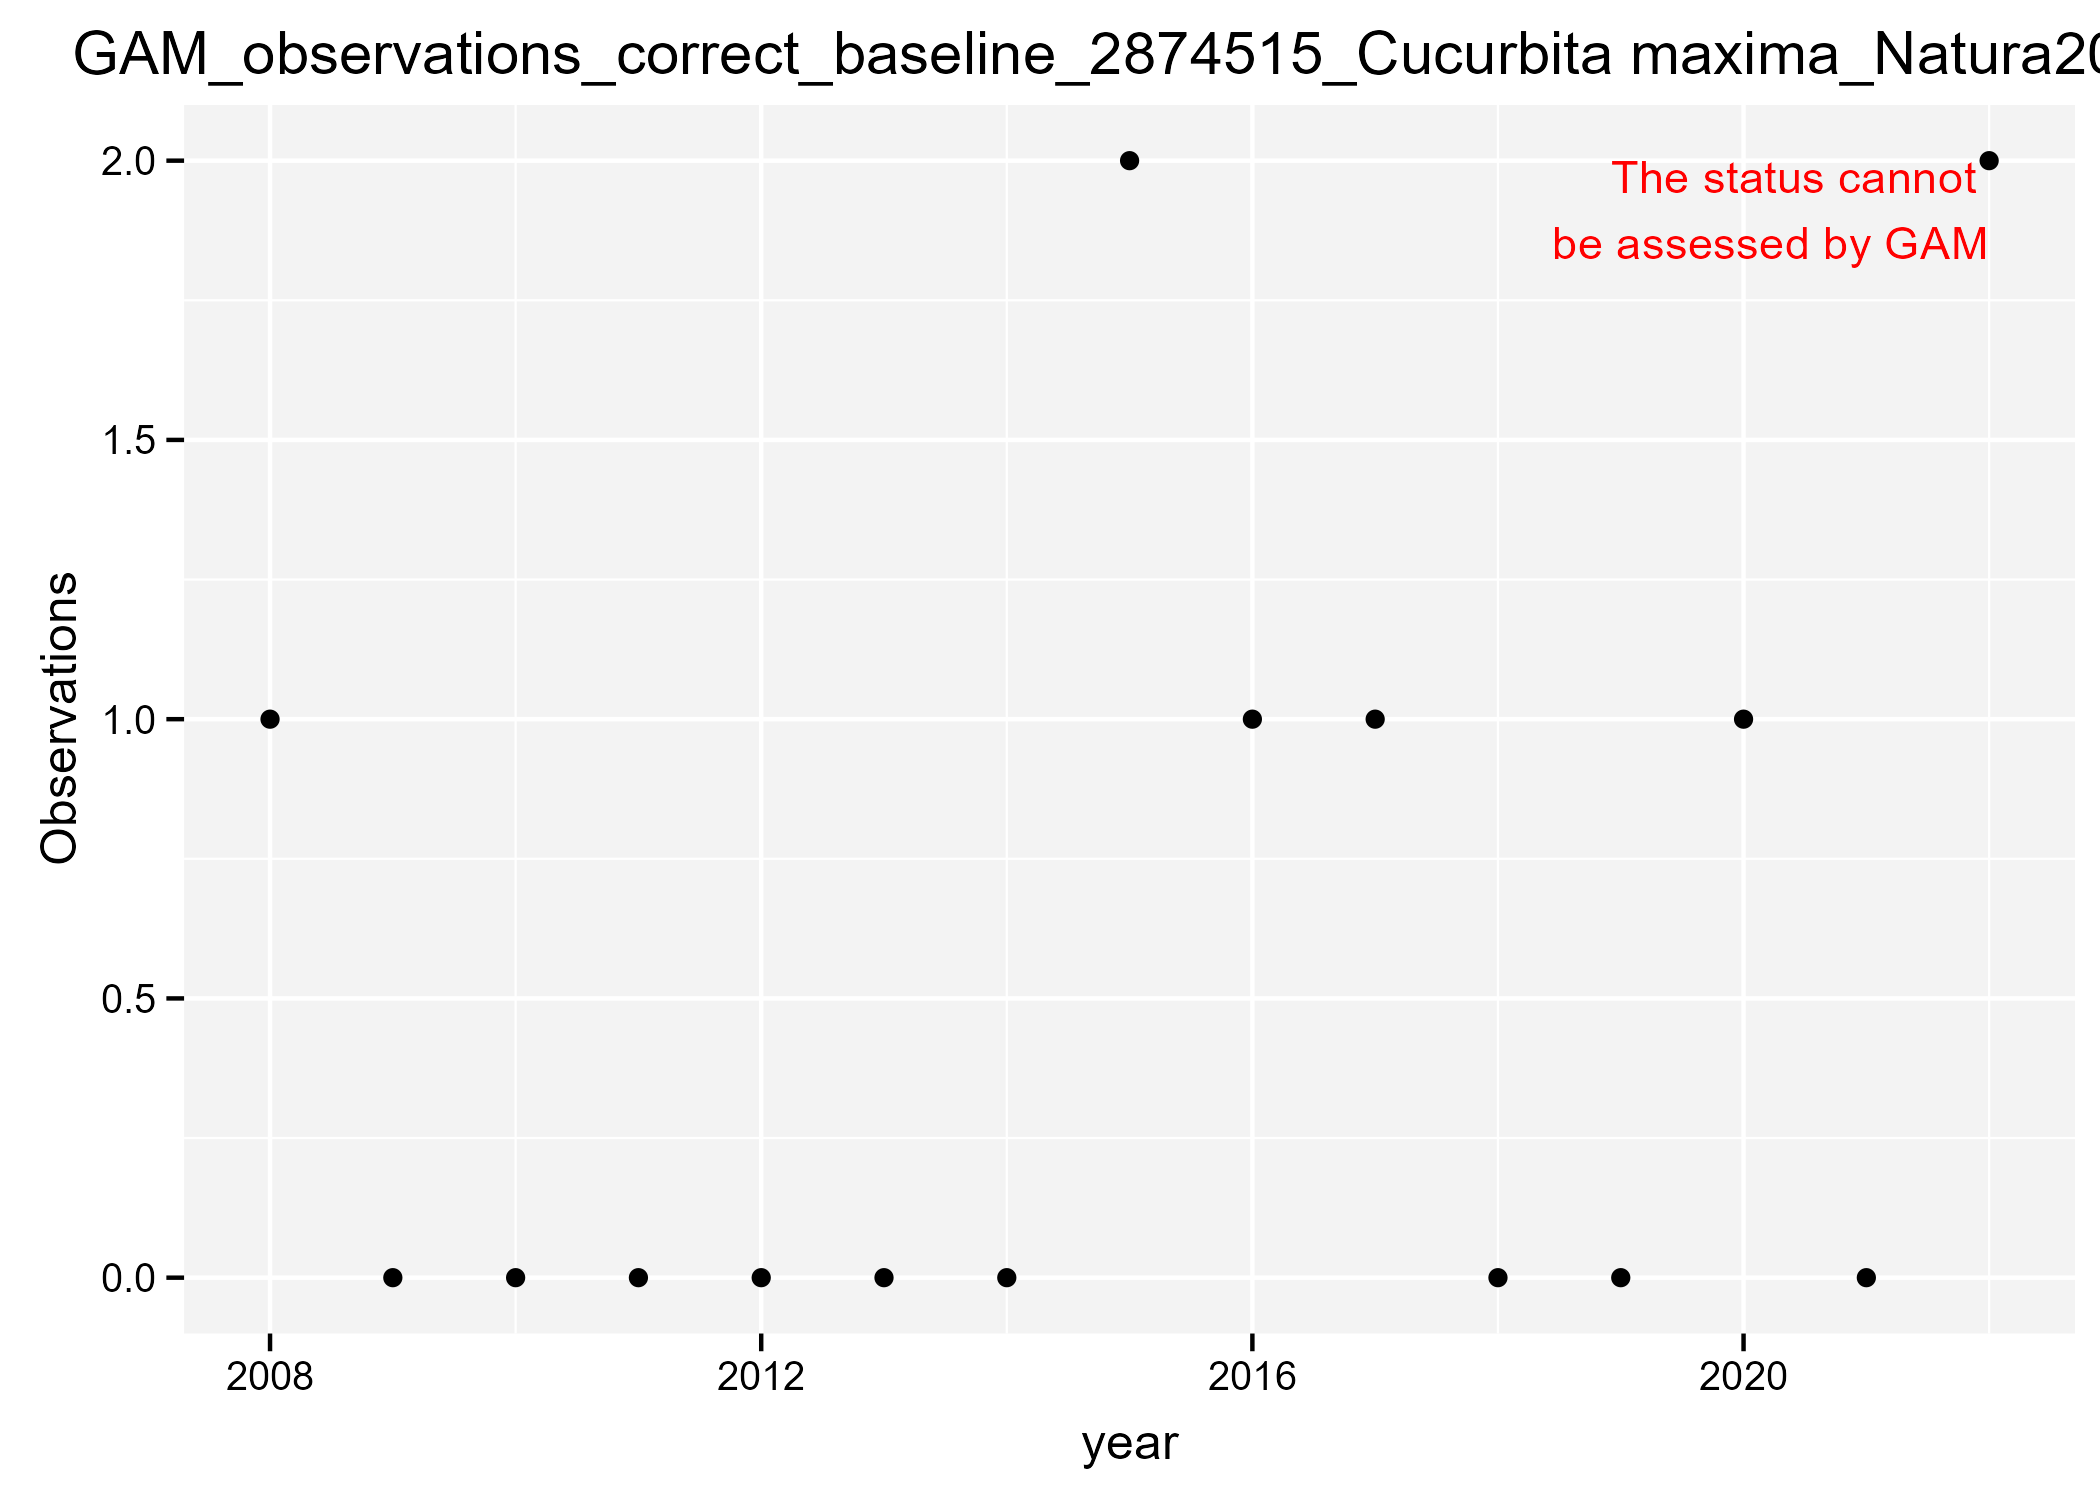 GAM_observations_correct_baseline_2874515_Cucurbita maxima_Natura20
2.0
The status cannot
be assessed by GAM
1.5
Observations
1.0
0.5
0.0
2008 2012 2016 2020
year